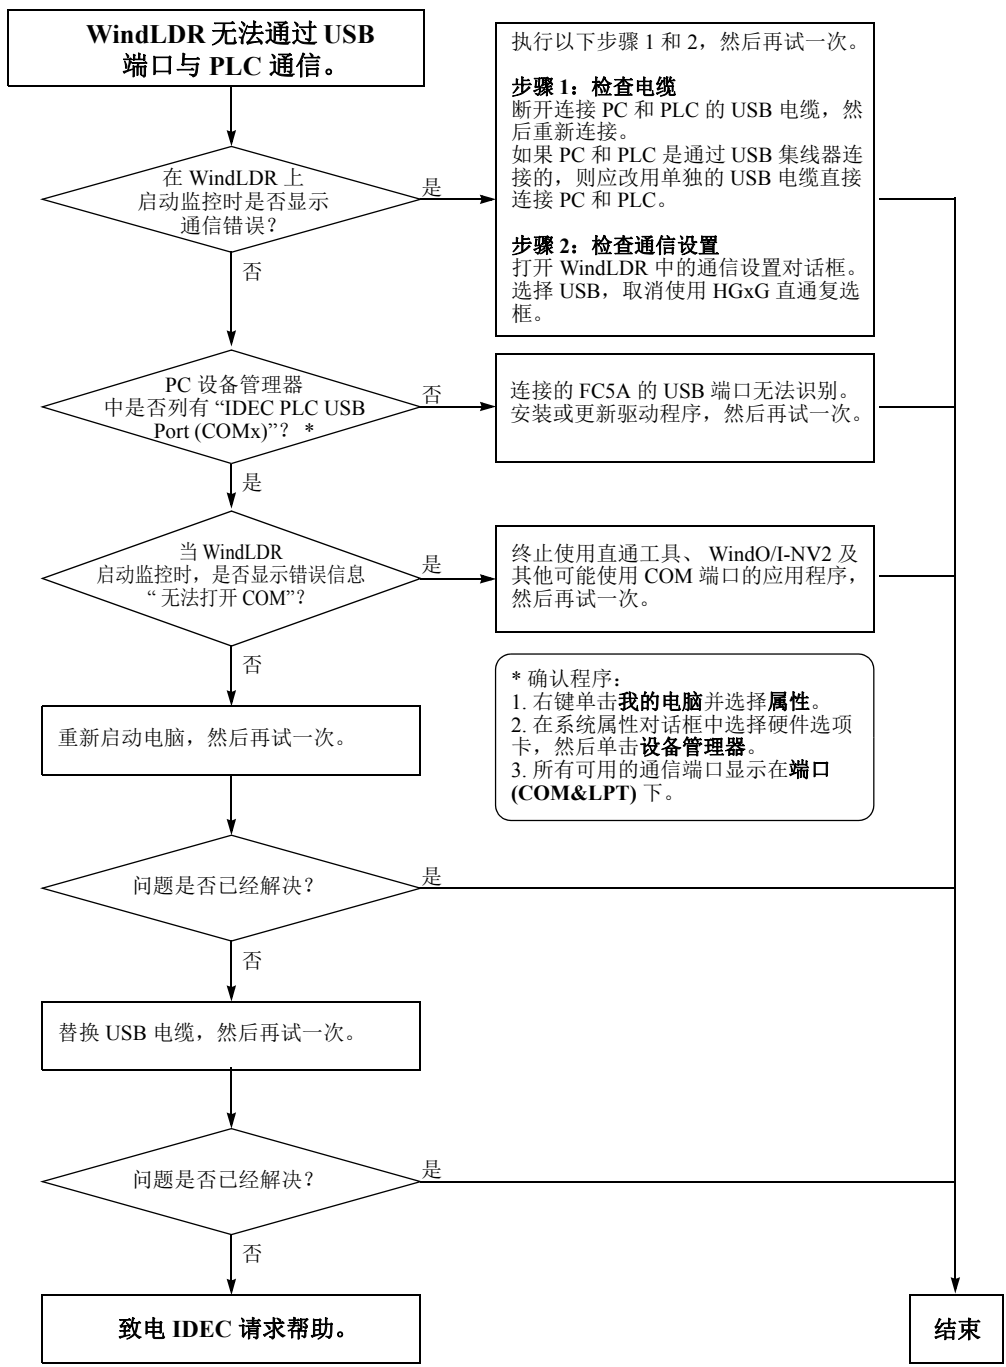 WindLDR 无法通过 USB
端口与 PLC 通信。
执行以下步骤 1 和 2，然后再试一次。
步骤 1：检查电缆
断开连接 PC 和 PLC 的 USB 电缆，然
后重新连接。
如果 PC 和 PLC 是通过 USB 集线器连
接的，则应改用单独的 USB 电缆直接
连接 PC 和 PLC。
步骤 2：检查通信设置
打开 WindLDR 中的通信设置对话框。
选择 USB，取消使用 HGxG 直通复选
框。
在 WindLDR 上
启动监控时是否显示
通信错误？
是
否
PC 设备管理器
中是否列有 “IDEC PLC USB
Port (COMx)”？ *
否
连接的 FC5A 的 USB 端口无法识别。
安装或更新驱动程序，然后再试一次。
是
当 WindLDR
启动监控时，是否显示错误信息
“ 无法打开 COM”？
是
终止使用直通工具、 WindO/I-NV2 及
其他可能使用 COM 端口的应用程序，
然后再试一次。
否
* 确认程序：
1. 右键单击我的电脑并选择属性。
2. 在系统属性对话框中选择硬件选项
卡，然后单击设备管理器。
3. 所有可用的通信端口显示在端口
(COM&LPT) 下。
重新启动电脑，然后再试一次。
问题是否已经解决？
是
否
替换 USB 电缆，然后再试一次。
问题是否已经解决？
是
否
致电 IDEC 请求帮助。
结束